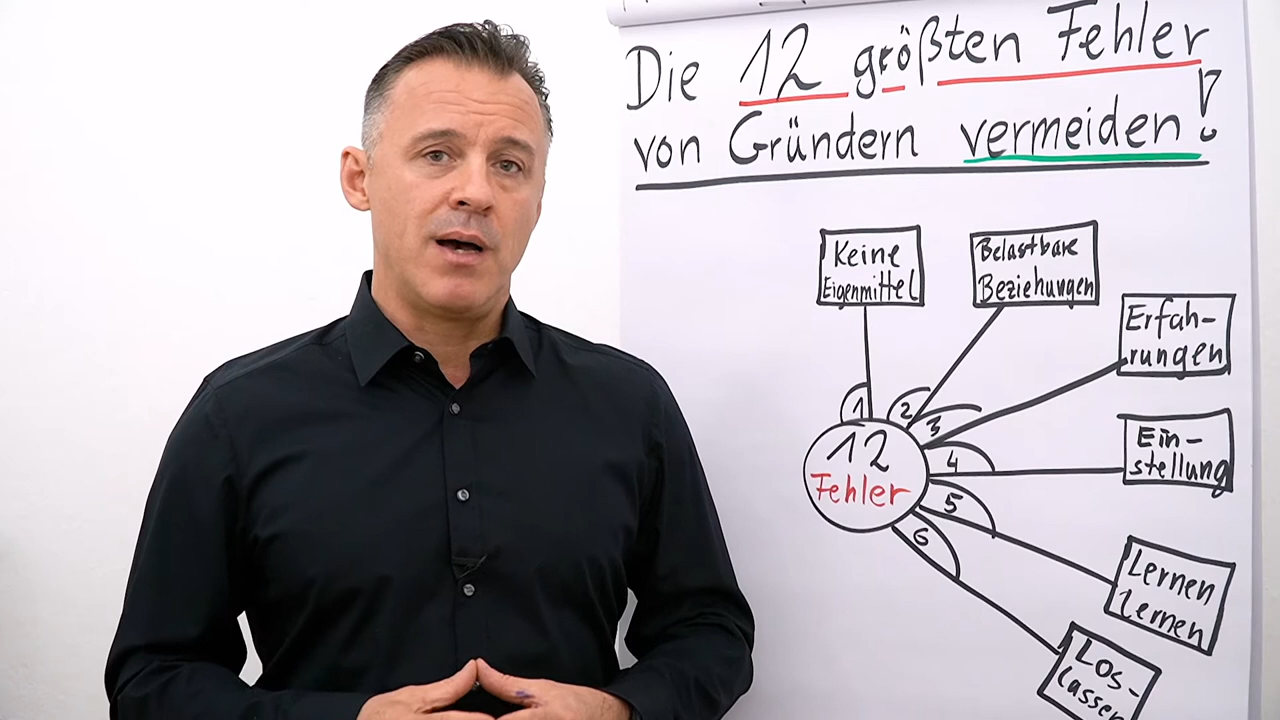 Die 12 größten Fehler
von Gründern vermeiden!
Keine
Eigenmittel
Belastbare
Beziehungen
Erfah-
rungen
Ein-
stellung
Lernen
Lernen
Los-
lassen
1
2
3
4
5
6
12
Fehler